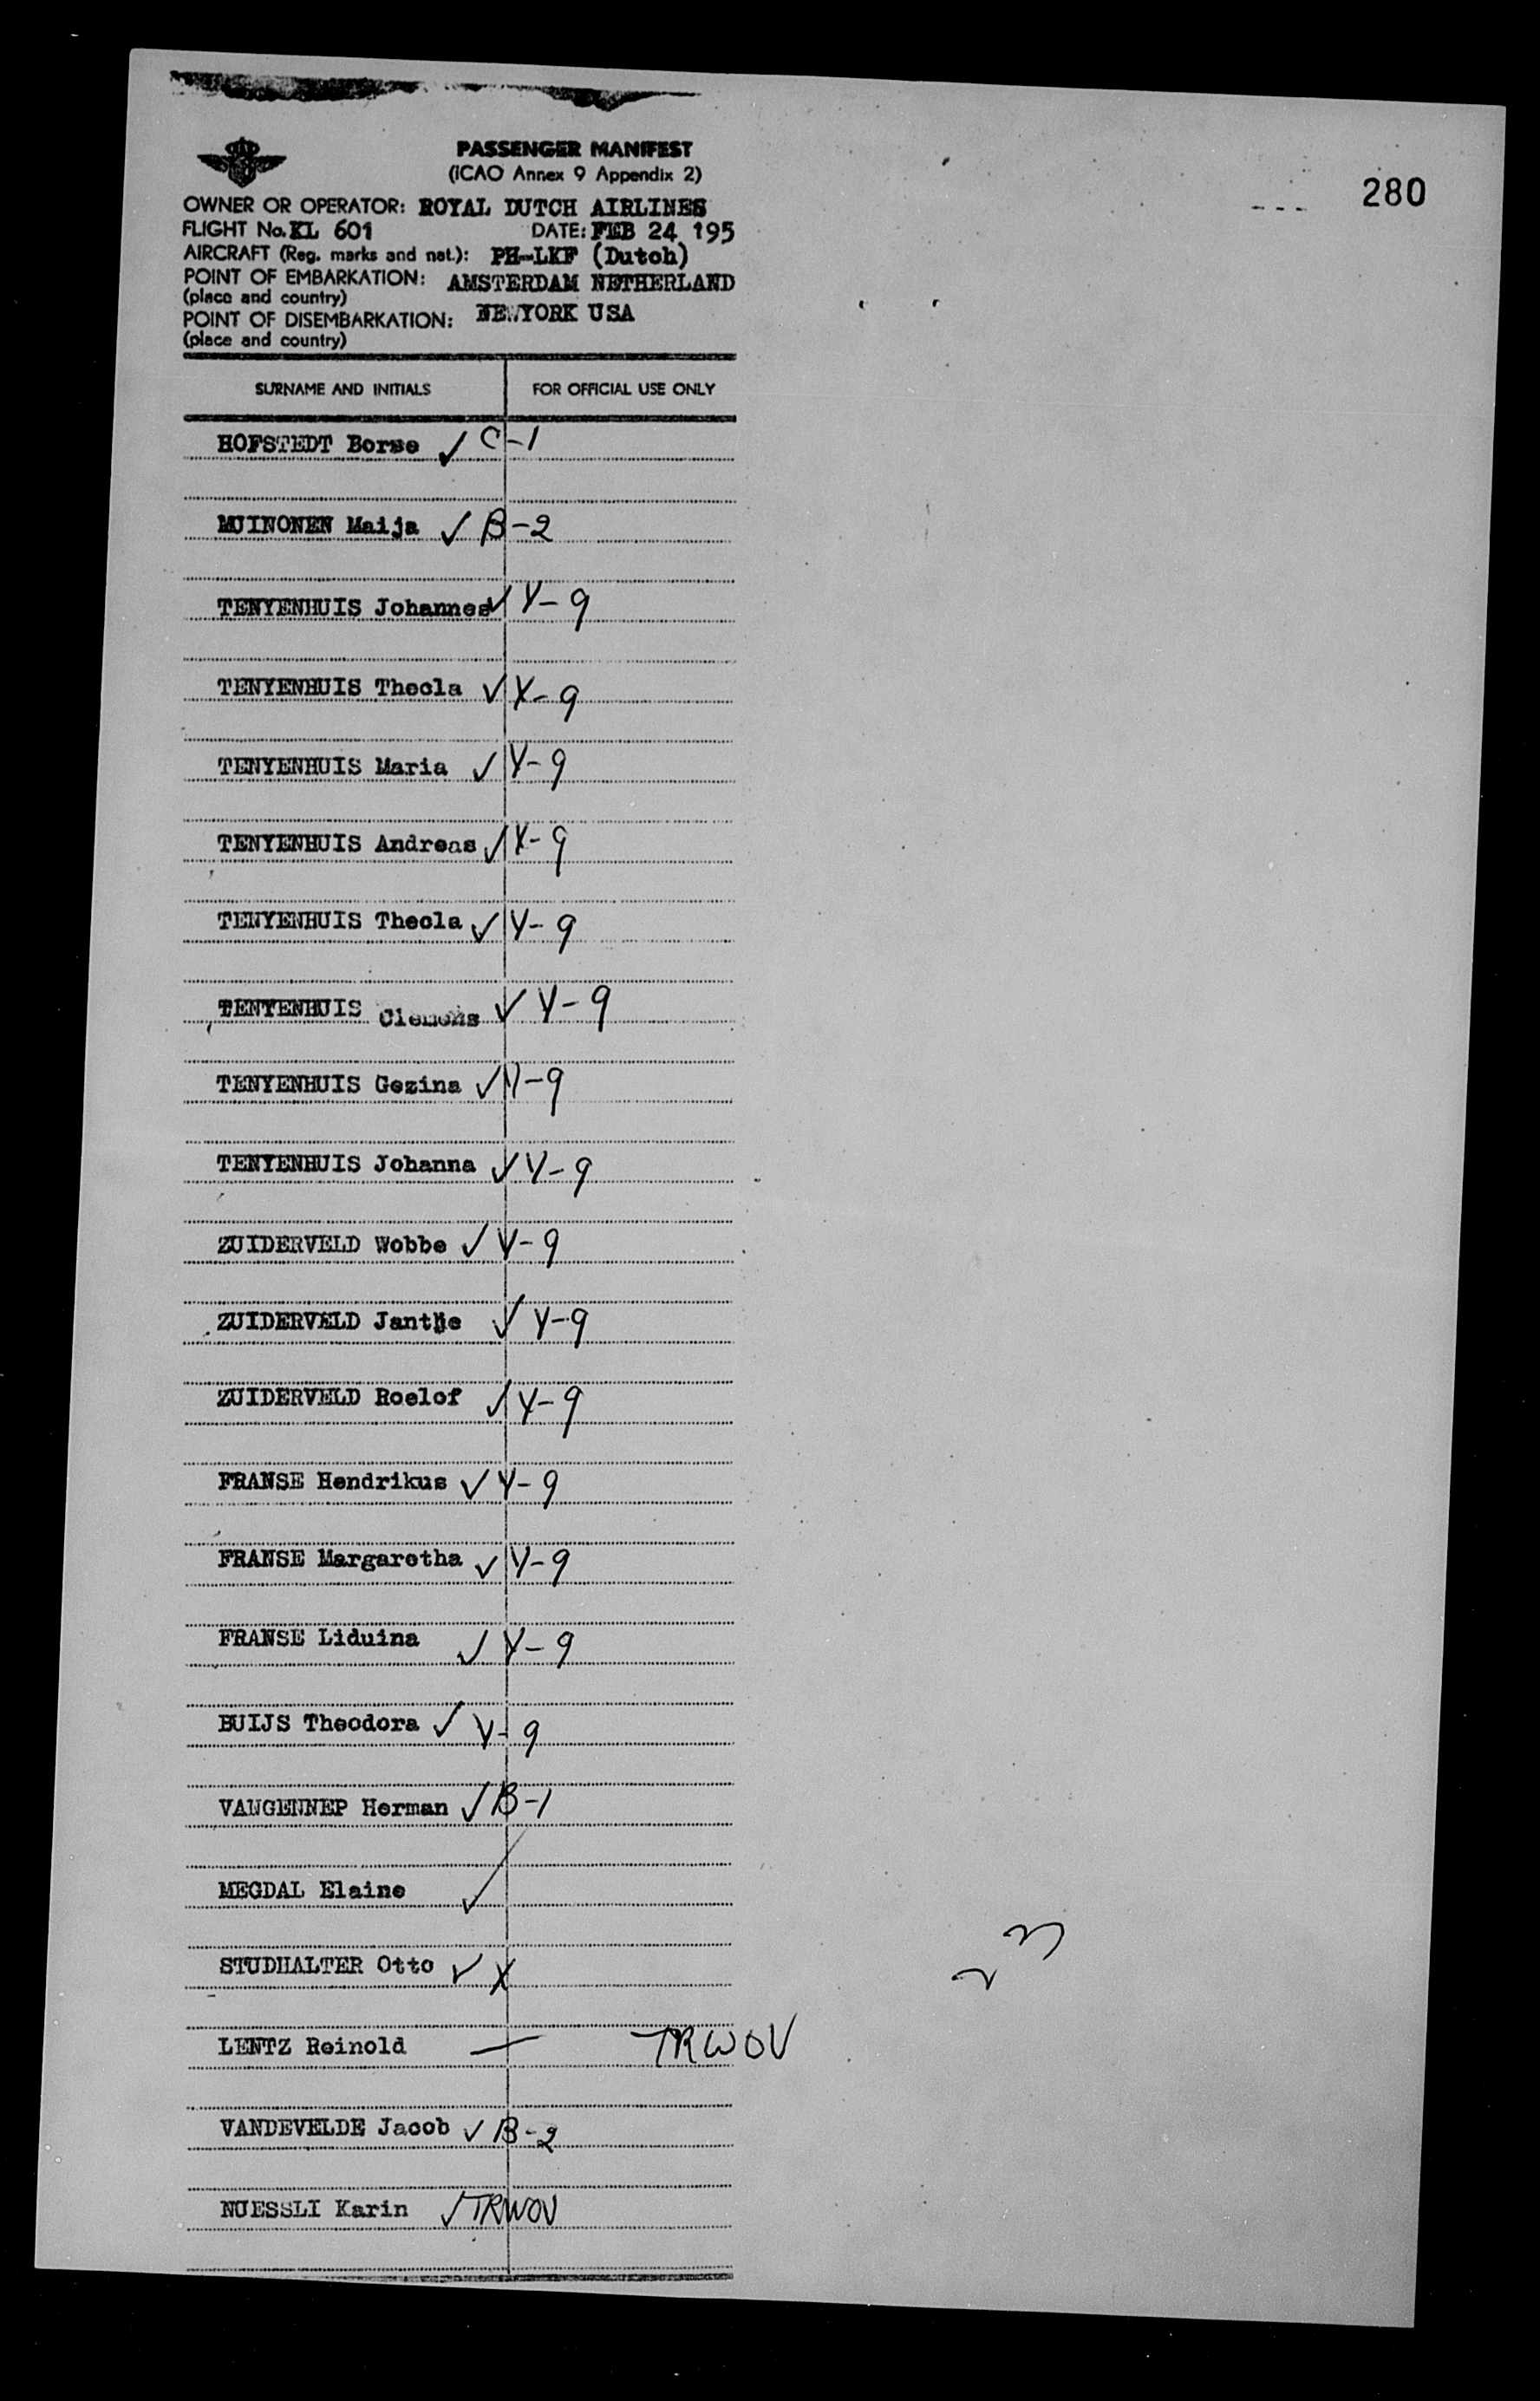 280
PASSENGER MANIFEST
(ICAO Annex 9 Appendix 2)
OWNER OR OPERATOR: ROYAL DUTCH AIRLINES
FLIGHT No. KL 601 DATE: FEB 24 195
AIRCRAFT (Reg. marks and nat.): PH-LKF (Dutch)
POINT OF EMBARKATION: AMSTERDAM NETHERLAND
(place and country)
POINT OF DISEMBARKATION: NEWYORK USA
(place and country)
SURNAME AND INITIALS FOR OFFICIAL USE ONLY
HOFSTEDT Borse ✓ C-1
MUINONEN Maija ✓ B-2
TENYENHUIS Johannes ✓ Y-9
TENYENHUIS Thecla ✓ Y-9
TENYENHUIS Maria ✓ Y-9
TENYENHUIS Andreas ✓ Y-9
TENYENHUIS Thecla ✓ Y-9
TENYENHUIS Clemens ✓ Y-9
TENYENHUIS Gezina ✓ Y-9
TENYENHUIS Johanna ✓ Y-9
ZUIDERVELD Wobbe ✓ Y-9
ZUIDERVELD Jantje ✓ Y-9
ZUIDERVELD Roelof ✓ Y-9
FRANSE Hendrikus ✓ Y-9
FRANSE Margaretha ✓ Y-9
FRANSE Liduina ✓ Y-9
BUIJS Theodora ✓ Y-9
VANGENNEP Herman ✓ B-1
MEGDAL Elaine ✓
STUDHALTER Otto ✓ X
23
LENTZ Reinold — TRWOV
VANDEVELDE Jacob ✓ B-2
NUESSLI Karin ✓ TRWOV